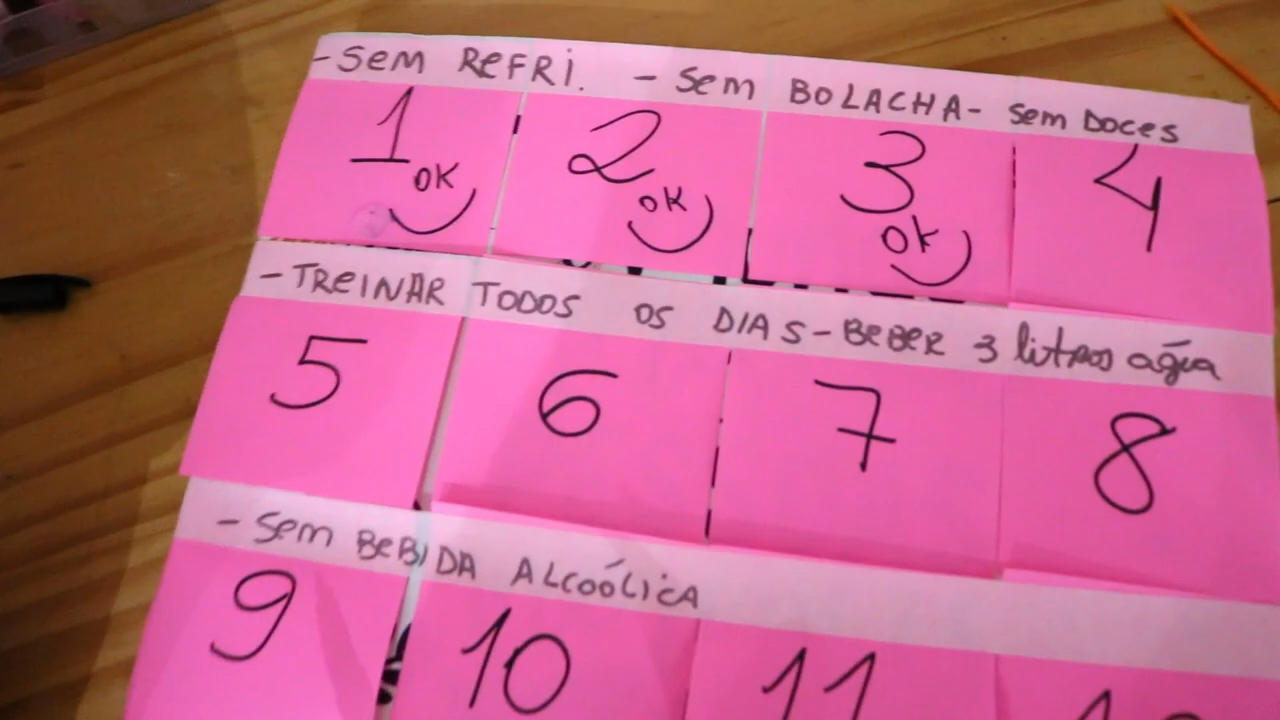 -SEM REFRI. - Sem BOLACHA- Sem DOCES
1 2 3 4
OK OK OK
-TREINAR TODOS OS DIAS-BEBER 3 litros água
5 6 7 8
- Sem BEBIDA ALCOÓLICA
9 10 11